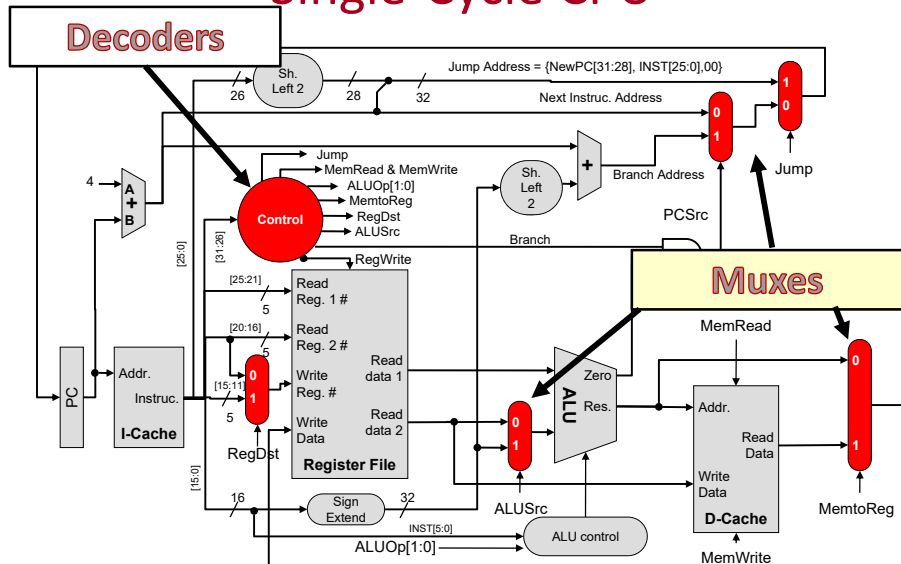 Single-Cycle CPU
Decoders
Sh.
Left 2
26
28
32
Jump Address = {NewPC[31:28], INST[25:0],00}
1
0
Next Instruc. Address
0
1
Jump
Jump
MemRead & MemWrite
ALUOp[1:0]
MemtoReg
RegDst
ALUSrc
Control
4
A
+
B
Sh.
Left
2
+
Branch Address
PCSrc
Branch
[25:0]
[31:26]
RegWrite
Muxes
[25:21]
5
Read
Reg. 1 #
[20:16]
5
Read
Reg. 2 #
Write
Reg. #
Write
Data
Read
data 1
Read
data 2
Register File
PC
Addr.
Instruc.
I-Cache
[15:11]
5
0
1
RegDst
[15:0]
ALU
Zero
Res.
0
1
ALUSrc
MemRead
Addr.
Read
Data
Write
Data
D-Cache
MemWrite
0
1
MemtoReg
16
Sign
Extend
32
INST[5:0]
ALUOp[1:0]
ALU control